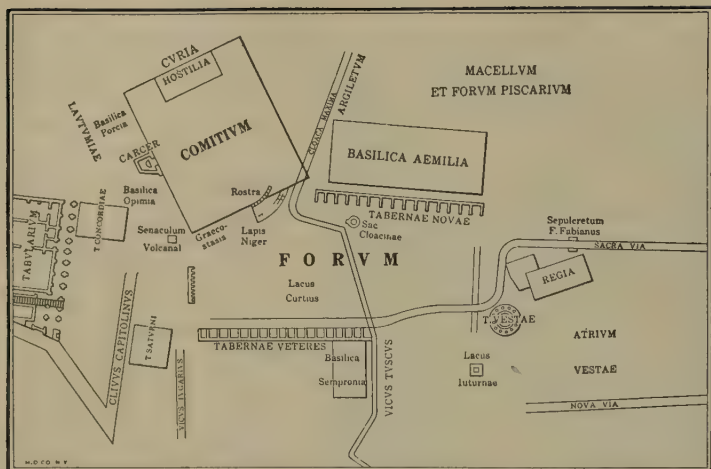 CVRIA
HOSTILIA
COMITIVM
LAVTVMIAE
Basilica
Porcia
CARCER
Basilica
Opimia
Rostra
CLOACA MAXIMA
ARGILETVM
MACELLVM
ET FORVM PISCARIVM
BASILICA AEMILIA
TABERNAE NOVAE
Sac
Cloacinae
Sepulcretum
F. Fabianus
SACRA VIA
REGIA
T. VESTAE
ATRIVM
VESTAE
NOVA VIA
Lacus
Iuturnae
TABVLARIVM
T CONCORDIAE
Senaculum
Volcanal
Graeco-
stasis
Lapis
Niger
FORVM
Lacus
Curtius
CLIVVS CAPITOLINVS
T SATVRNI
VICVS IVGARIVS
TABERNAE VETERES
Basilica
Sempronia
VICVS TVSCVS
M.D CO. N Y